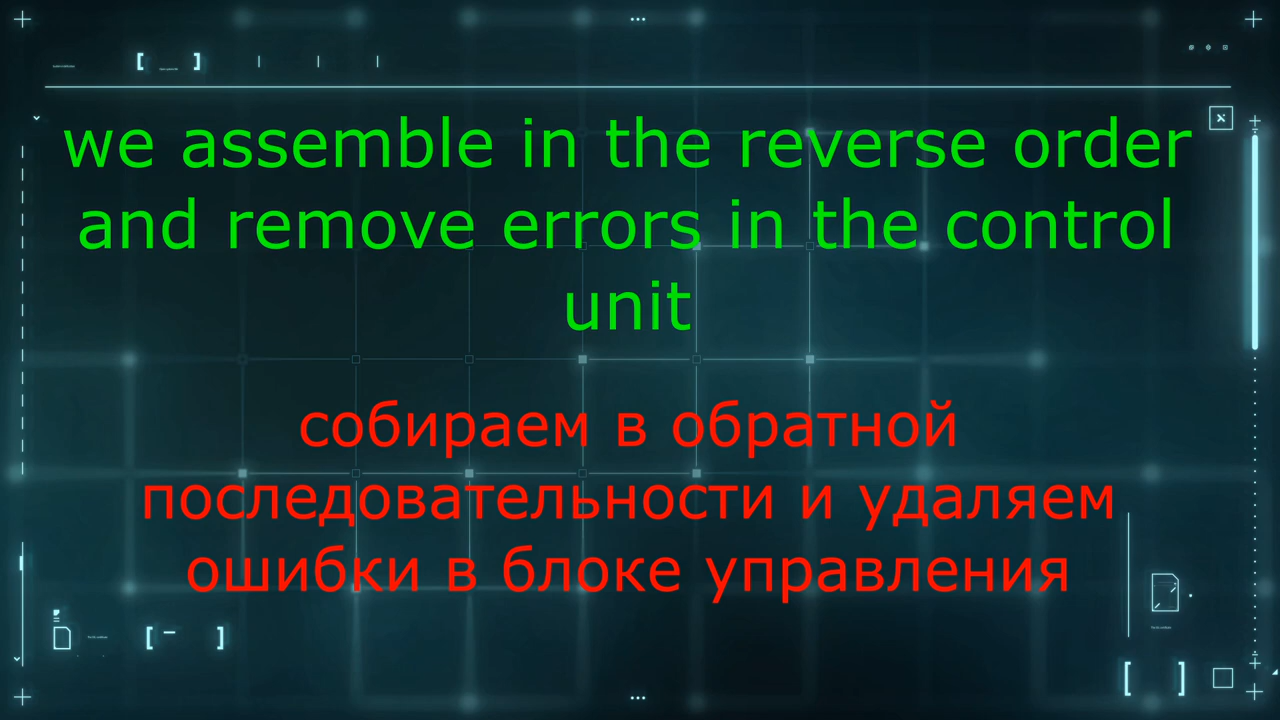 we assemble in the reverse order
and remove errors in the control
unit
собираем в обратной
последовательности и удаляем
ошибки в блоке управления